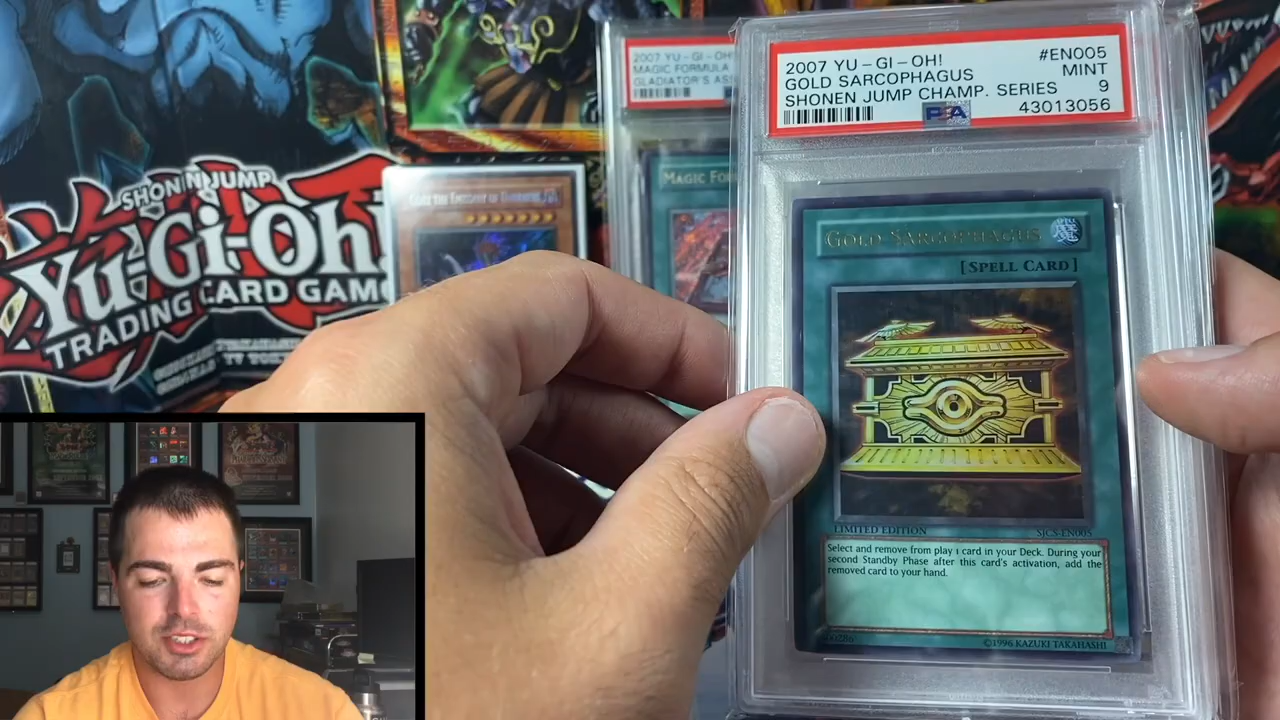 SHONEN JUMP
Yu-Gi-Oh!
TRADING CARD GAME
2007 YU-GI-OH!
MAGIC FORMULA
GLADIATOR'S ASS
MAGIC FOR
2007 YU-GI-OH! #EN005
GOLD SARCOPHAGUS MINT
SHONEN JUMP CHAMP. SERIES 9
PSA 43013056
GOLD SARCOPHAGUS
[SPELL CARD]
LIMITED EDITION SJCS-EN005
Select and remove from play 1 card in your Deck. During your
second Standby Phase after this card's activation, add the
removed card to your hand.
©1996 KAZUKI TAKAHASHI